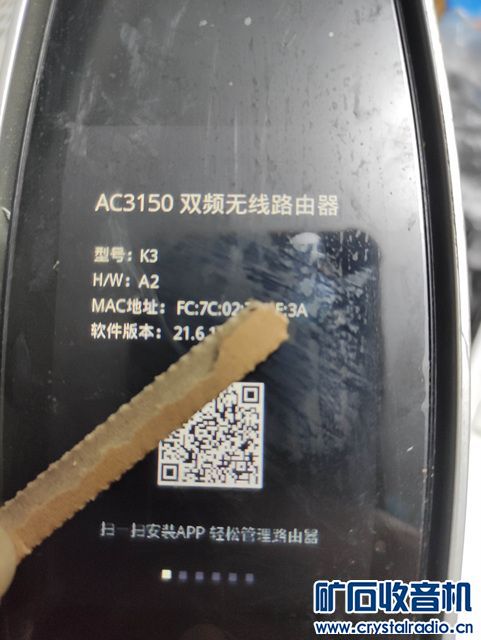 AC3150 双频无线路由器
型号：K3
H/W：A2
MAC地址：FC:7C:02: :3A
软件版本：21.6.1
扫一扫安装APP 轻松管理路由器
矿石收音机
www.crystalradio.cn